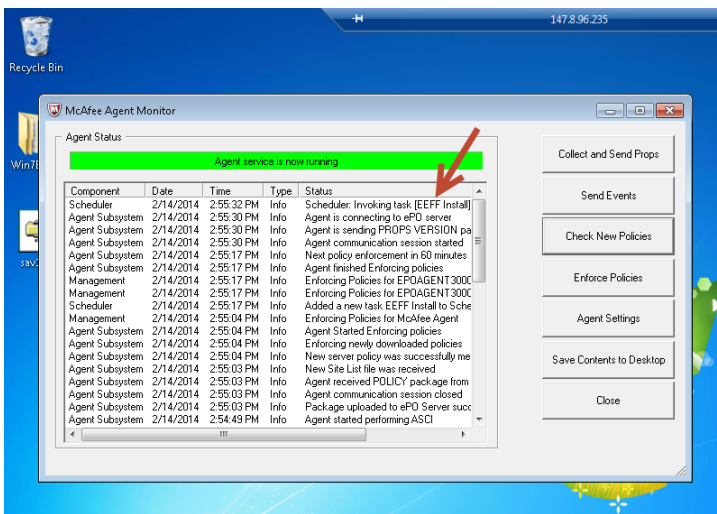 147.8.96.235
Recycle Bin
McAfee Agent Monitor
Win7E
sav3
Agent Status
Agent service is now running
Component Date Time Type Status
Scheduler 2/14/2014 2:55:32 PM Info Scheduler: Invoking task [EEFF Install]
Agent Subsystem 2/14/2014 2:55:30 PM Info Agent is connecting to ePO server
Agent Subsystem 2/14/2014 2:55:30 PM Info Agent is sending PROPS VERSION pa
Agent Subsystem 2/14/2014 2:55:30 PM Info Agent communication session started
Agent Subsystem 2/14/2014 2:55:17 PM Info Next policy enforcement in 60 minutes
Agent Subsystem 2/14/2014 2:55:17 PM Info Agent finished Enforcing policies
Management 2/14/2014 2:55:17 PM Info Enforcing Policies for EPOAGENT3000
Management 2/14/2014 2:55:17 PM Info Enforcing Policies for EPOAGENT3000
Scheduler 2/14/2014 2:55:17 PM Info Added a new task EEFF Install to Sche
Management 2/14/2014 2:55:04 PM Info Enforcing Policies for McAfee Agent
Agent Subsystem 2/14/2014 2:55:04 PM Info Agent Started Enforcing policies
Agent Subsystem 2/14/2014 2:55:04 PM Info Enforcing newly downloaded policies
Agent Subsystem 2/14/2014 2:55:04 PM Info New server policy was successfully me
Agent Subsystem 2/14/2014 2:55:03 PM Info New Site List file was received
Agent Subsystem 2/14/2014 2:55:03 PM Info Agent received POLICY package from
Agent Subsystem 2/14/2014 2:55:03 PM Info Agent communication session closed
Agent Subsystem 2/14/2014 2:55:03 PM Info Package uploaded to ePO Server succ
Agent Subsystem 2/14/2014 2:54:49 PM Info Agent started performing ASCI
Collect and Send Props
Send Events
Check New Policies
Enforce Policies
Agent Settings
Save Contents to Desktop
Close